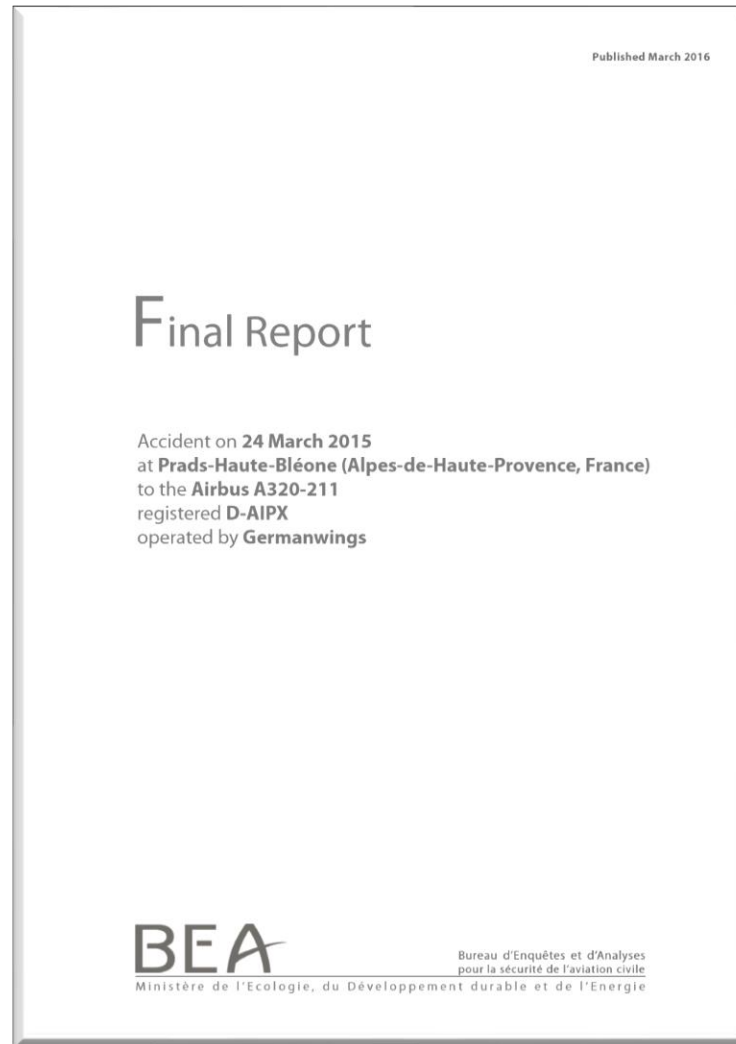 Published March 2016
Final Report
Accident on 24 March 2015
at Prads-Haute-Bléone (Alpes-de-Haute-Provence, France)
to the Airbus A320-211
registered D-AIPX
operated by Germanwings
BEA
Bureau d'Enquêtes et d'Analyses
pour la sécurité de l'aviation civile
Ministère de l'Ecologie, du Développement durable et de l'Energie